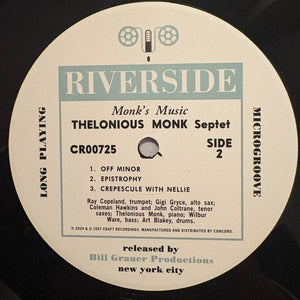 RIVERSIDE
Monk's Music
THELONIOUS MONK Septet
CR00725
SIDE 2
LONG PLAYING
MICROGROOVE
1. OFF MINOR
2. EPISTROPHY
3. CREPESCULE WITH NELLIE
Ray Copeland, trumpet; Gigi Gryce, alto sax;
Coleman Hawkins and John Coltrane, tenor
saxes; Thelonious Monk, piano; Wilbur
Ware, bass; Art Blakey, drums.
℗ 2024 & © 1957 CRAFT RECORDINGS. MANUFACTURED AND DISTRIBUTED BY CONCORD.
released by
Bill Grauer Productions
new york city